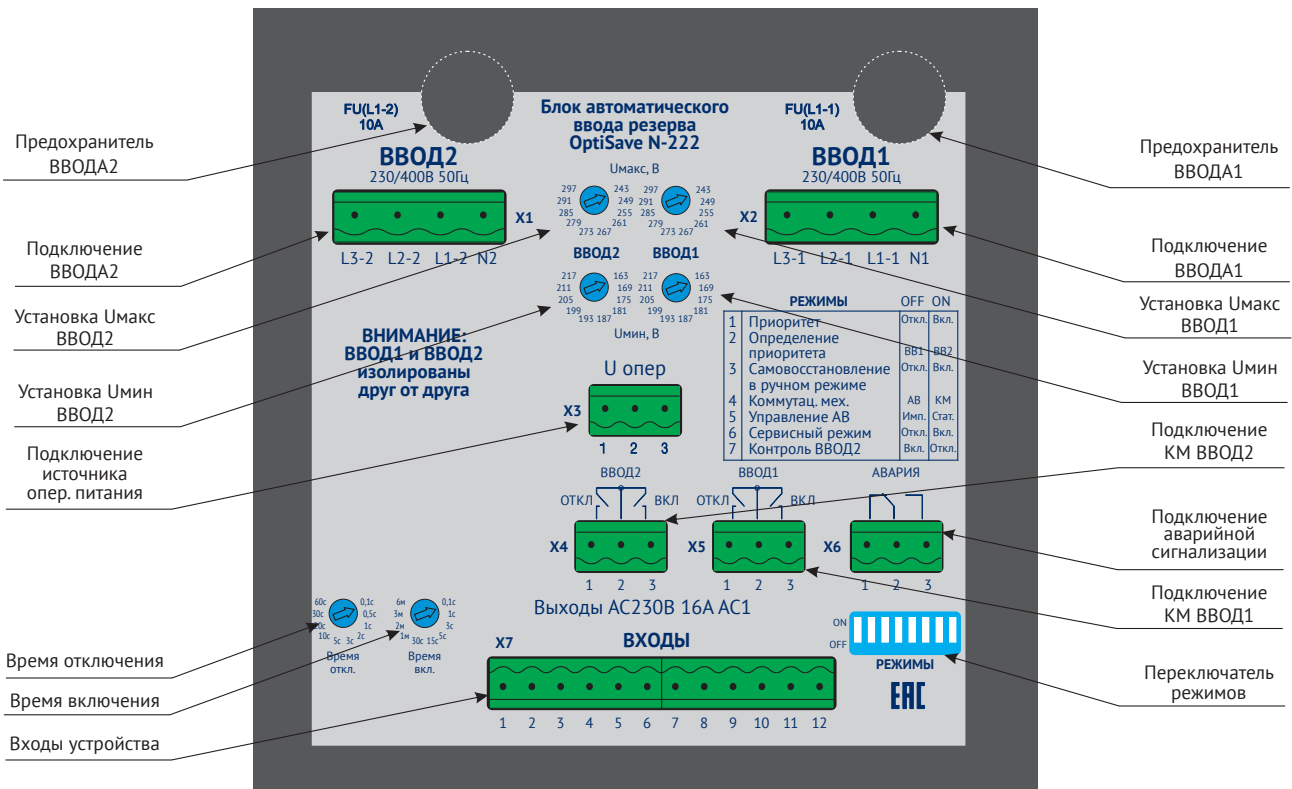 Предохранитель
ВВОДА2
Подключение
ВВОДА2
Установка Uмакс
ВВОД2
Установка Uмин
ВВОД2
Подключение
источника
опер. питания
Время отключения
Время включения
Входы устройства
FU(L1-2)
10А
ВВОД2
230/400В 50Гц
X1
L3-2 L2-2 L1-2 N2
Блок автоматического
ввода резерва
OptiSave N-222
Uмакс, В
297 243 297 243
291 249 291 249
285 255 285 255
279 261 279 261
273 267 273 267
ВВОД2 ВВОД1
217 163 217 163
211 169 211 169
205 175 205 175
199 181 199 181
193 187 193 187
Uмин, В
FU(L1-1)
10А
ВВОД1
230/400В 50Гц
X2
L3-1 L2-1 L1-1 N1
ВНИМАНИЕ:
ВВОД1 и ВВОД2
изолированы
друг от друга
U опер
X3
1 2 3
РЕЖИМЫ OFF ON
1 Приоритет Откл. Вкл.
2 Определение
приоритета ВВ1 ВВ2
3 Самовосстановление Откл. Вкл.
в ручном режиме
4 Коммутац. мех. АВ КМ
5 Управление АВ Имп. Стат.
6 Сервисный режим Откл. Вкл.
7 Контроль ВВОД2 Вкл. Откл.
ВВОД2 ВВОД1 АВАРИЯ
ОТКЛ ВКЛ ОТКЛ ВКЛ
X4 X5 X6
1 2 3 1 2 3 1 2 3
Выходы AC230В 16А АС1
60с 0,1с
30с 0,5с
20с 1с
10с 2с
5с 3с
Время
откл.
6м 0,1с
3м 1с
2м 3с
1м 5с
30с 15с
Время
вкл.
X7 ВХОДЫ
1 2 3 4 5 6 7 8 9 10 11 12
ON
OFF
РЕЖИМЫ
EAC
Предохранитель
ВВОДА1
Подключение
ВВОДА1
Установка Uмакс
ВВОД1
Установка Uмин
ВВОД1
Подключение
КМ ВВОД2
Подключение
аварийной
сигнализации
Подключение
КМ ВВОД1
Переключатель
режимов